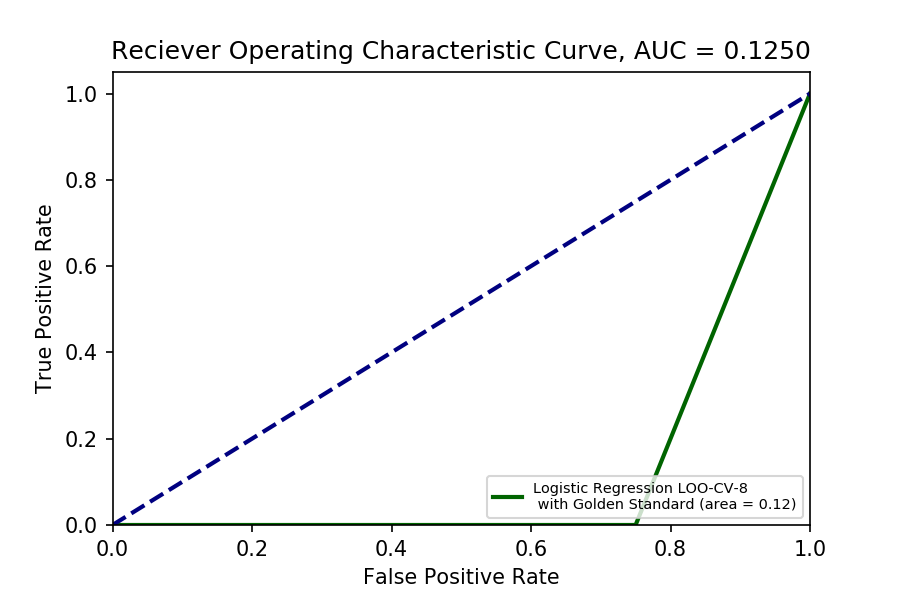 Reciever Operating Characteristic Curve, AUC = 0.1250
1.0
0.8
0.6
0.4
0.2
0.0
True Positive Rate
Logistic Regression LOO-CV-8
with Golden Standard (area = 0.12)
0.0 0.2 0.4 0.6 0.8 1.0
False Positive Rate